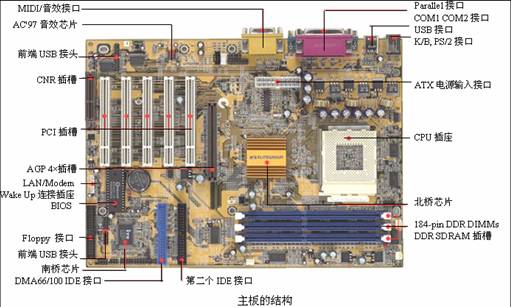 MIDI/音效接口
AC'97 音效芯片
前端 USB 接头
CNR 插槽
PCI 插槽
AGP 4×插槽
LAN/Modem
Wake Up 连接插座
BIOS
Floppy 接口
前端 USB 接头
南桥芯片
DMA66/100 IDE 接口
第二个 IDE 接口
Parallel 接口
COM1 COM2 接口
USB 接口
K/B, PS/2 接口
ATX 电源输入接口
CPU 插座
北桥芯片
184-pin DDR DIMMs
DDR SDRAM 插槽
主板的结构